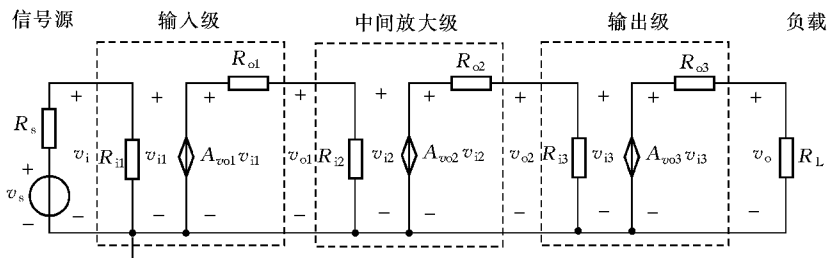 信号源 输入级 中间放大级 输出级 负载
R_o1 R_o2 R_o3
+ + + + + + + + + +
R_s v_i R_i1 v_i1 A_vo1 v_i1 v_o1 R_i2 v_i2 A_vo2 v_i2 v_o2 R_i3 v_i3 A_vo3 v_i3 v_o R_L
+
v_s
− − − − − − − − − − −